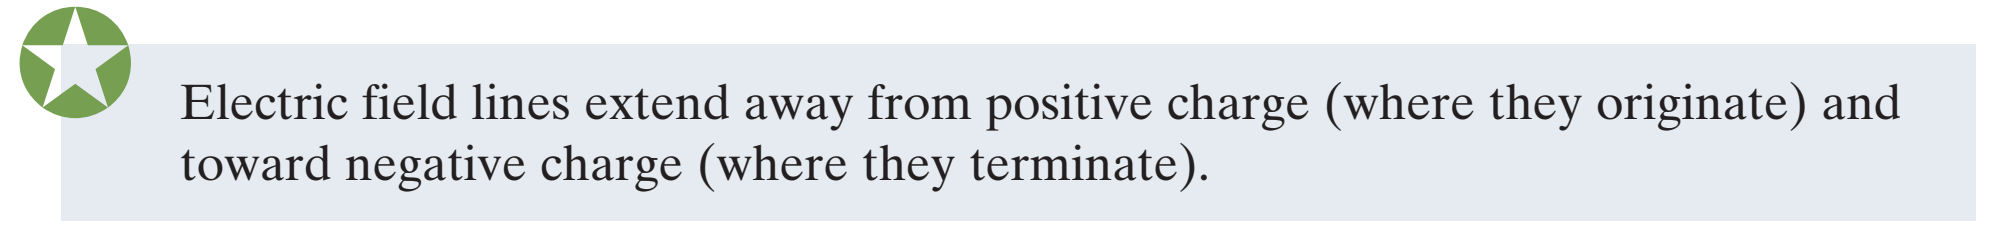 Electric field lines extend away from positive charge (where they originate) and
toward negative charge (where they terminate).